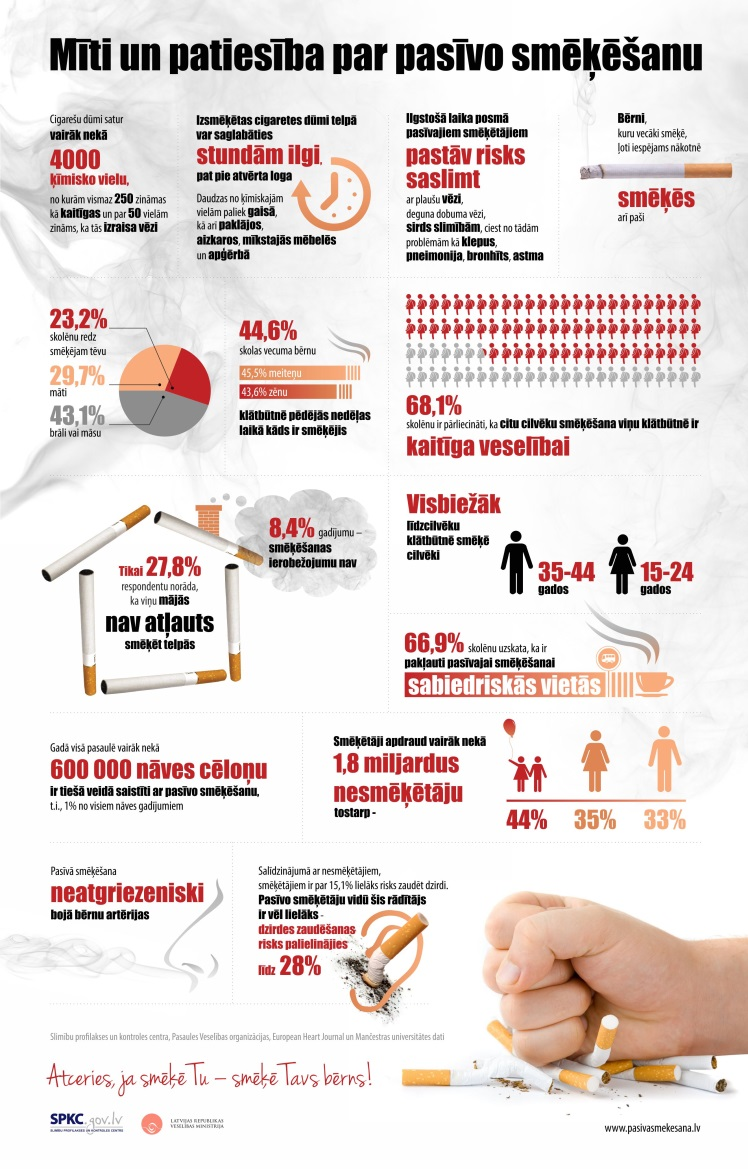 Mīti un patiesība par pasīvo smēķēšanu
Cigarešu dūmi satur
vairāk nekā
4000
ķīmisko vielu,
no kurām vismaz 250 zināmas
kā kaitīgas un par 50 vielām
zināms, ka tās izraisa vēzi
Izsmēķētas cigaretes dūmi telpā
var saglabāties
stundām ilgi,
pat pie atvērta loga
Daudzas no ķīmiskajām
vielām paliek gaisā,
kā arī paklājos,
aizkaros, mīkstajās mēbelēs
un apģērbā
Ilgstošā laika posmā
pasīvajiem smēķētājiem
pastāv risks
saslimt
ar plaušu vēzi,
deguna dobuma vēzi,
sirds slimībām, ciest no tādām
problēmām kā klepus,
pneimonija, bronhīts, astma
Bērni,
kuru vecāki smēķē,
ļoti iespējams nākotnē
smēķēs
arī paši
23,2%
skolēnu redz
smēķējam tēvu
29,7%
māti
43,1%
brāli vai māsu
44,6%
skolas vecuma bērnu
45,5% meiteņu
43,6% zēnu
klātbūtnē pēdējās nedēļas
laikā kāds ir smēķējis
68,1%
skolēnu ir pārliecināti, ka citu cilvēku smēķēšana viņu klātbūtnē ir
kaitīga veselībai
Tikai 27,8%
respondentu norāda,
ka viņu mājās
nav atļauts
smēķēt telpās
8,4% gadījumu –
smēķēšanas
ierobežojumu nav
Visbiežāk
līdzcilvēku
klātbūtnē smēķē
cilvēki
35-44
gados
15-24
gados
66,9% skolēnu uzskata, ka ir
pakļauti pasīvajai smēķēšanai
sabiedriskās vietās
Gadā visā pasaulē vairāk nekā
600 000 nāves cēloņu
ir tiešā veidā saistīti ar pasīvo smēķēšanu,
t.i., 1% no visiem nāves gadījumiem
Smēķētāji apdraud vairāk nekā
1,8 miljardus
nesmēķētāju
tostarp -
44%
35%
33%
Pasīvā smēķēšana
neatgriezeniski
bojā bērnu artērijas
Salīdzinājumā ar nesmēķētājiem,
smēķētājiem ir par 15,1% lielāks risks zaudēt dzirdi.
Pasīvo smēķētāju vidū šis rādītājs
ir vēl lielāks -
dzirdes zaudēšanas
risks palielinājies
līdz 28%
Slimību profilakses un kontroles centra, Pasaules Veselības organizācijas, European Heart Journal un Mančestras universitātes dati
Atceries, ja smēķē Tu – smēķē Tavs bērns!
SPKC.gov.lv
SLIMĪBU PROFILAKSES UN KONTROLES CENTRS
LATVIJAS REPUBLIKAS
VESELĪBAS MINISTRIJA
www.pasivasmekesana.lv